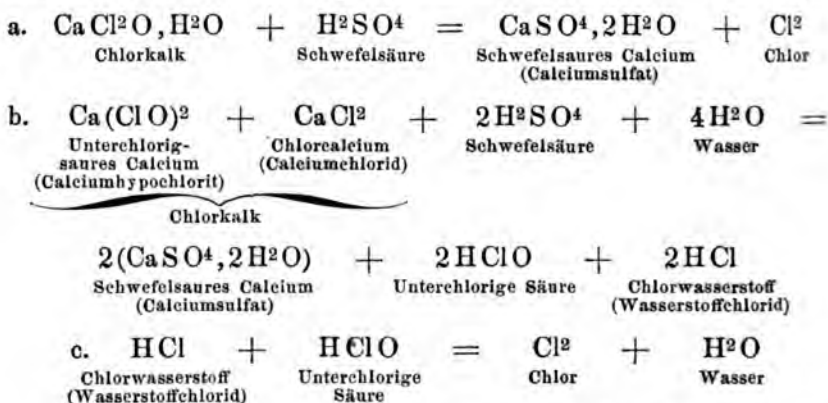 a. CaCl²O,H²O + H²SO⁴ = CaSO⁴,2H²O + Cl²
Chlorkalk Schwefelsäure Schwefelsaures Calcium Chlor
(Calciumsulfat)
b. Ca(ClO)² + CaCl² + 2H²SO⁴ + 4H²O =
Unterchlorig- Chlorcalcium Schwefelsäure Wasser
saures Calcium (Calciumchlorid)
(Calciumhypochlorit)
Chlorkalk
2(CaSO⁴,2H²O) + 2HClO + 2HCl
Schwefelsaures Calcium Unterchlorige Säure Chlorwasserstoff
(Calciumsulfat) (Wasserstoffchlorid)
c. HCl + HClO = Cl² + H²O
Chlorwasserstoff Unterchlorige Chlor Wasser
(Wasserstoffchlorid) Säure